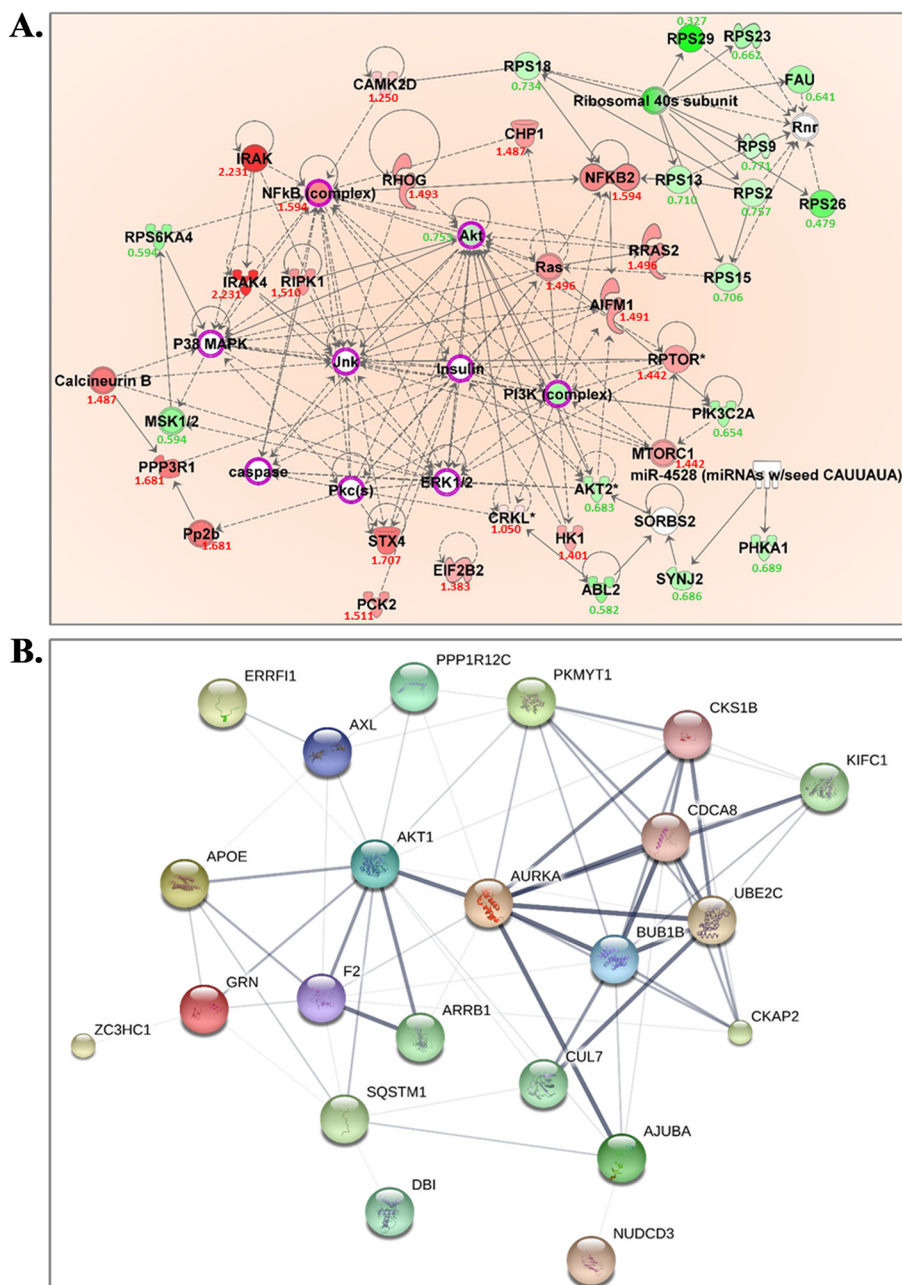 A.
0.327
RPS29
RPS23
0.662
CAMK2D
1.250
RPS18
0.734
Ribosomal 40s subunit
FAU
0.641
Rnr
IRAK
2.231
CHP1
1.487
RPS9
0.771
NFkB (complex)
1.594
RHOG
1.493
NFKB2
1.594
RPS13
0.710
RPS2
0.757
RPS26
0.479
RPS6KA4
0.594
Akt
RRAS2
1.496
IRAK4
2.231
RIPK1
1.510
Ras
1.496
RPS15
0.706
AIFM1
1.491
P38 MAPK
Jnk
Insulin
RPTOR*
1.442
Calcineurin B
1.487
PI3K (complex)
PIK3C2A
0.654
MSK1/2
0.594
MTORC1
1.442
PPP3R1
1.681
caspase
Pkc(s)
ERK1/2
AKT2*
0.683
miR-4528 (miRNAs w/seed CAUUAUA)
CRKL*
1.050
SORBS2
Pp2b
1.681
STX4
1.707
HK1
1.401
PHKA1
0.689
EIF2B2
1.383
ABL2
0.582
SYNJ2
0.686
PCK2
1.511
B.
ERRFI1
PPP1R12C
PKMYT1
AXL
CKS1B
KIFC1
CDCA8
APOE
AKT1
AURKA
UBE2C
BUB1B
GRN
F2
ARRB1
CKAP2
ZC3HC1
CUL7
SQSTM1
AJUBA
DBI
NUDCD3